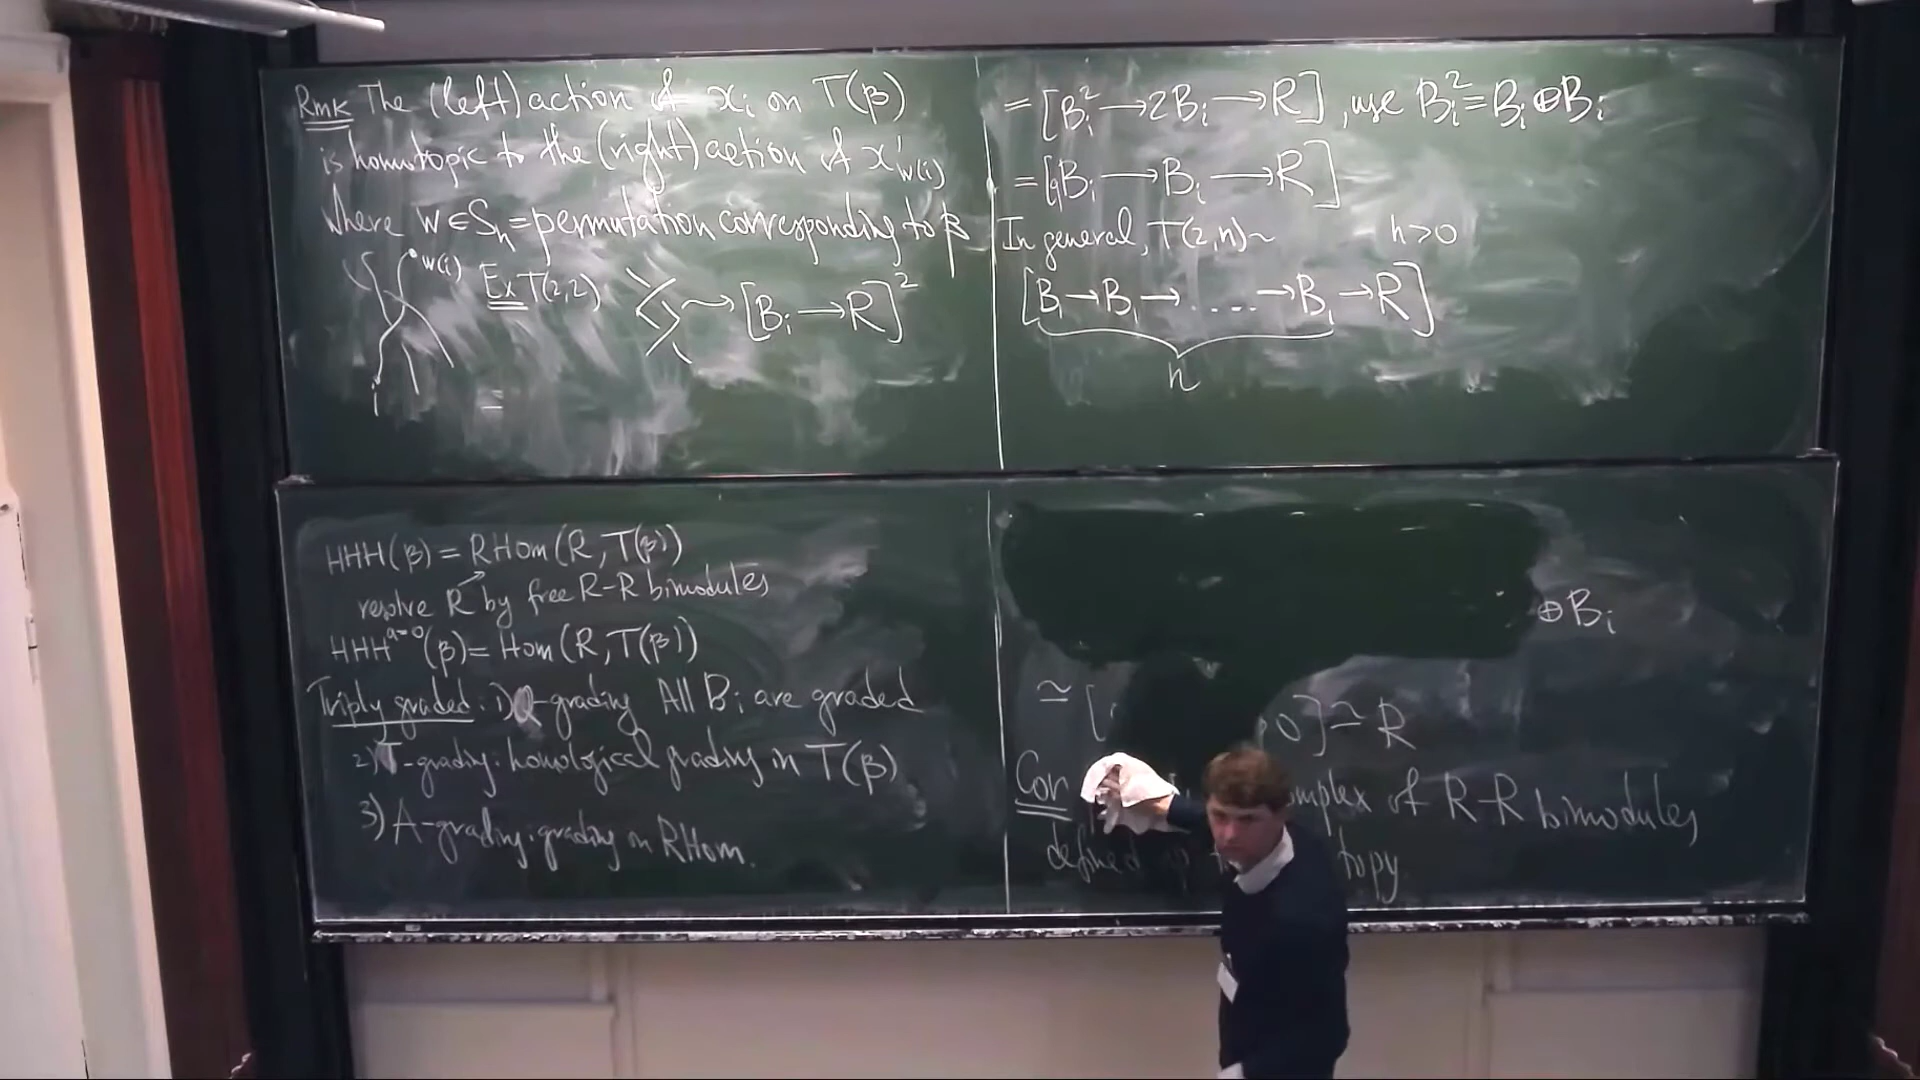 Rmk The (left) action of x_i on T(β)
is homotopic to the (right) action of x'_{w(i)}
where w ∈ S_n = permutation corresponding to β
w(i)
Ex T(2,2) ⇝ [B_i → R]^2
i
=
= [B_i^2 → 2B_i → R], use B_i^2 = B_i ⊕ B_i
= [qB_i → B_i → R]
In general, T(2,n) ~ n>0
[B_i → B_i → .... → B_i → R]
n
HHH(β) = RHom(R, T(β))
resolve R by free R-R bimodules
HHH^{a=0}(β) = Hom(R, T(β))
Triply graded: 1) Q-grading All B_i are graded
2) T-grading: homological grading in T(β)
3) A-grading: grading on RHom.
⊕ B_i
≃ [ 0] ≃ R
Cor omplex of R-R bimodules
defined topy